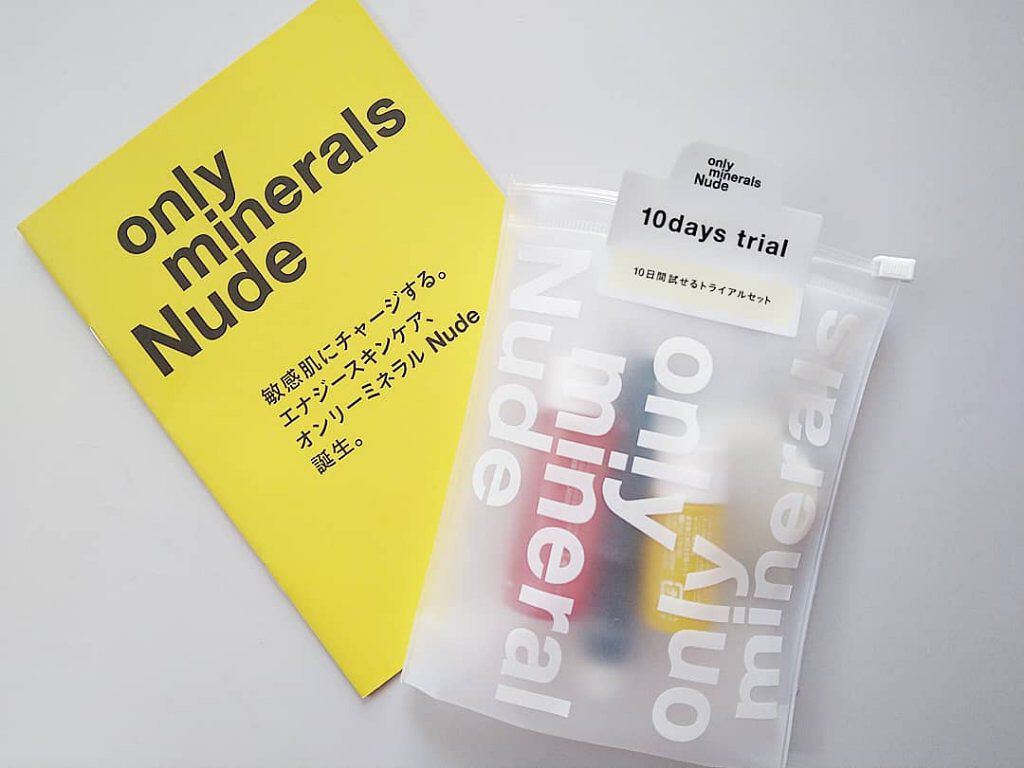 only
minerals
Nude
敏感肌にチャージする。
エナジースキンケア、
オンリーミネラル Nude
誕生。
only
minerals
Nude
10days trial
10日間試せるトライアルセット
Nude
mineral
only
only
minerals